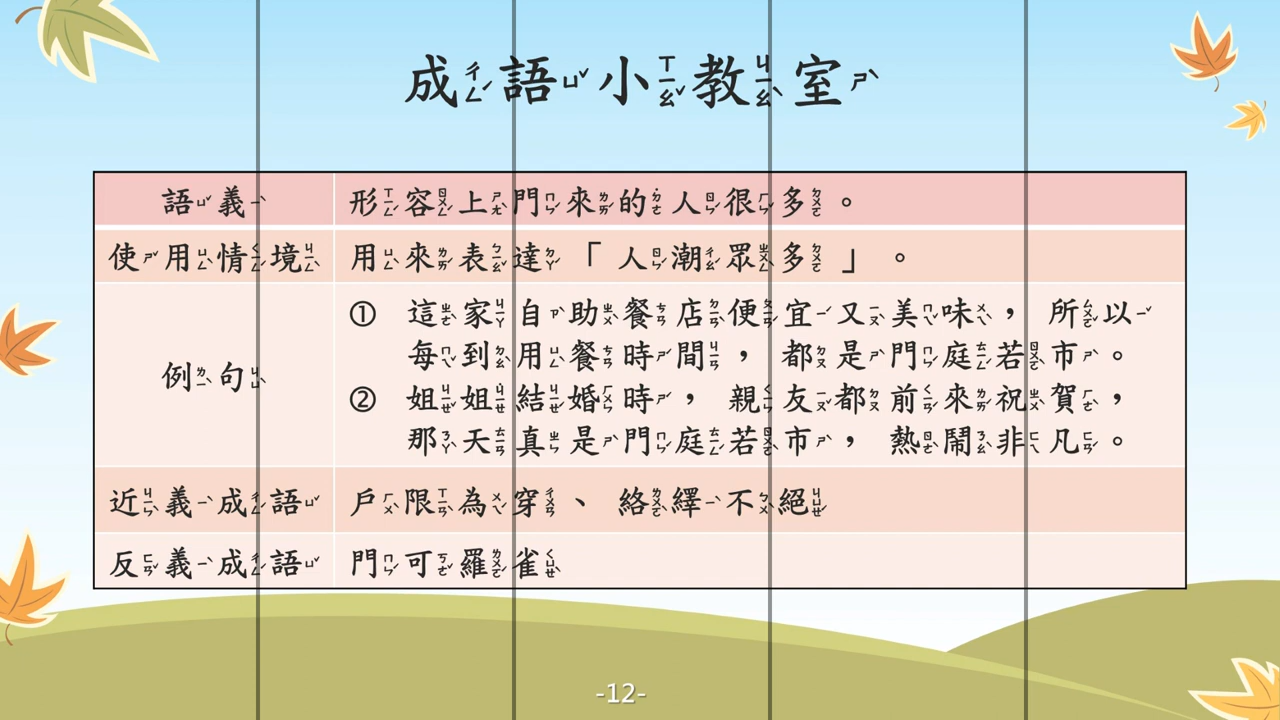 成語小教室
語義 形容上門來的人很多。
使用情境 用來表達「人潮眾多」。
例句
① 這家自助餐店便宜又美味，所以
每到用餐時間，都是門庭若市。
② 姐姐結婚時，親友都前來祝賀，
那天真是門庭若市，熱鬧非凡。
近義成語 戶限為穿、絡繹不絕
反義成語 門可羅雀
-12-